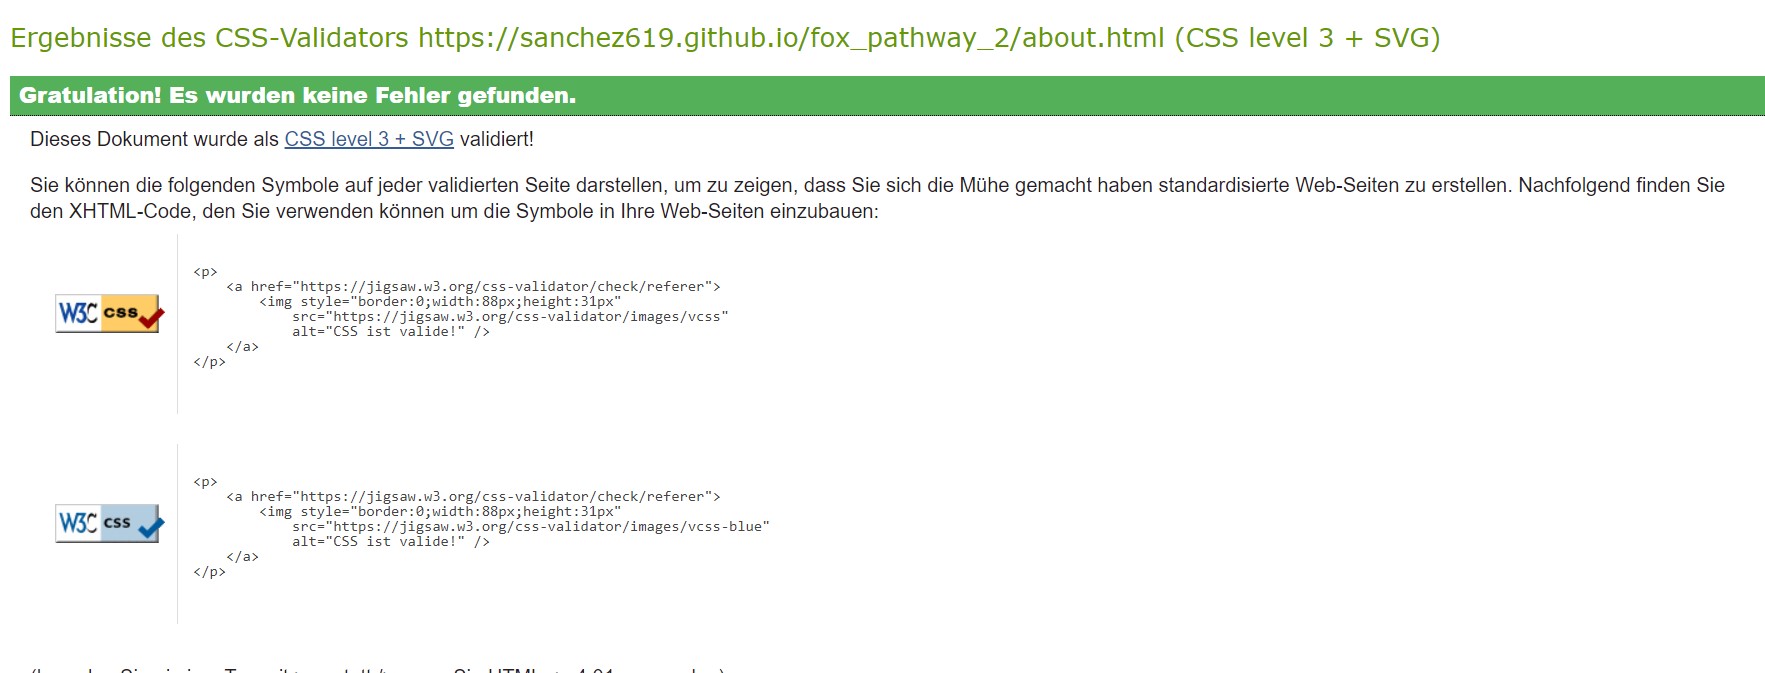 Ergebnisse des CSS-Validators https://sanchez619.github.io/fox_pathway_2/about.html (CSS level 3 + SVG)
Gratulation! Es wurden keine Fehler gefunden.
Dieses Dokument wurde als CSS level 3 + SVG validiert!
Sie können die folgenden Symbole auf jeder validierten Seite darstellen, um zu zeigen, dass Sie sich die Mühe gemacht haben standardisierte Web-Seiten zu erstellen. Nachfolgend finden Sie
den XHTML-Code, den Sie verwenden können um die Symbole in Ihre Web-Seiten einzubauen:
W3C css
<p>
<a href="https://jigsaw.w3.org/css-validator/check/referer">
<img style="border:0;width:88px;height:31px"
src="https://jigsaw.w3.org/css-validator/images/vcss"
alt="CSS ist valide!" />
</a>
</p>
W3C css
<p>
<a href="https://jigsaw.w3.org/css-validator/check/referer">
<img style="border:0;width:88px;height:31px"
src="https://jigsaw.w3.org/css-validator/images/vcss-blue"
alt="CSS ist valide!" />
</a>
</p>